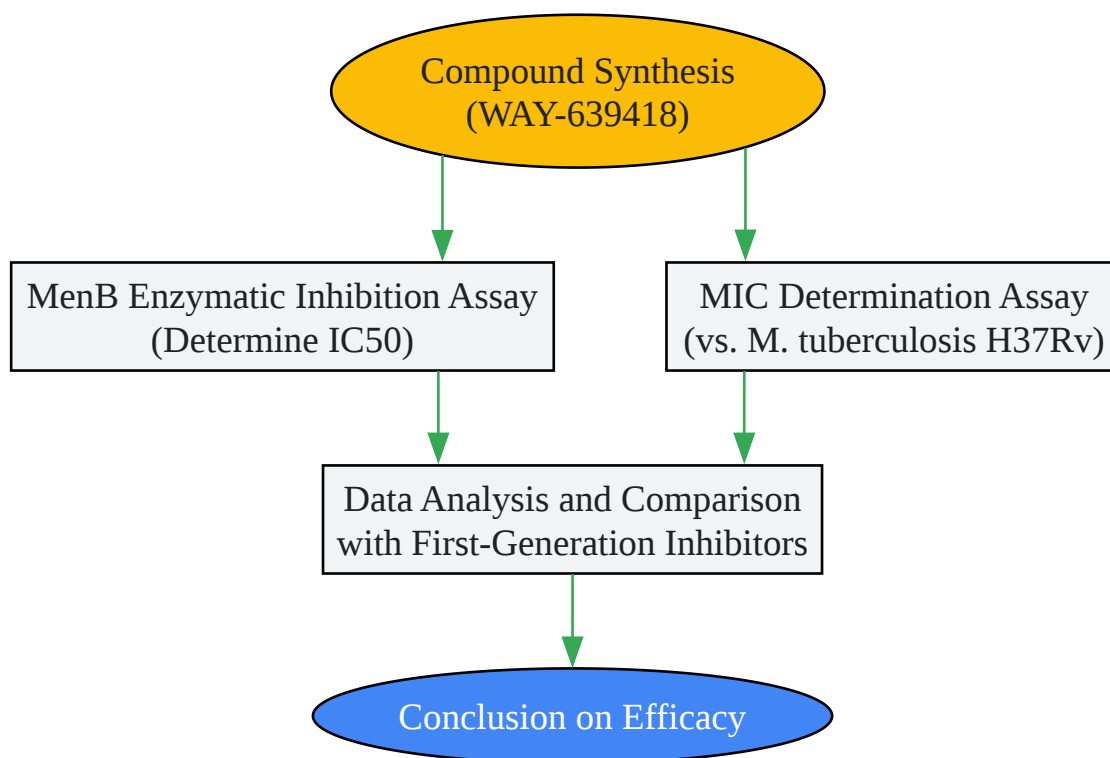 Compound Synthesis
(WAY-639418)
MenB Enzymatic Inhibition Assay
(Determine IC50)
MIC Determination Assay
(vs. M. tuberculosis H37Rv)
Data Analysis and Comparison
with First-Generation Inhibitors
Conclusion on Efficacy